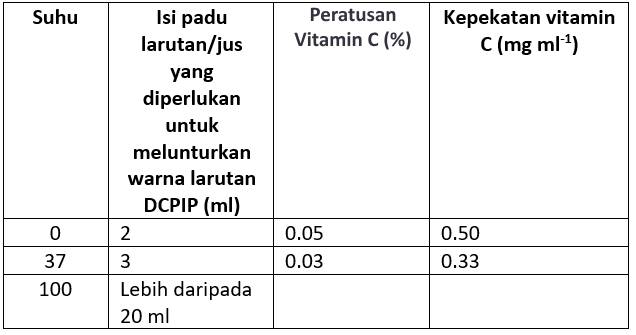 Suhu
Isi padu
larutan/jus
yang
diperlukan
untuk
melunturkan
warna larutan
DCPIP (ml)
Peratusan
Vitamin C (%)
Kepekatan vitamin
C (mg ml-1)
0
2
0.05
0.50
37
3
0.03
0.33
100
Lebih daripada
20 ml